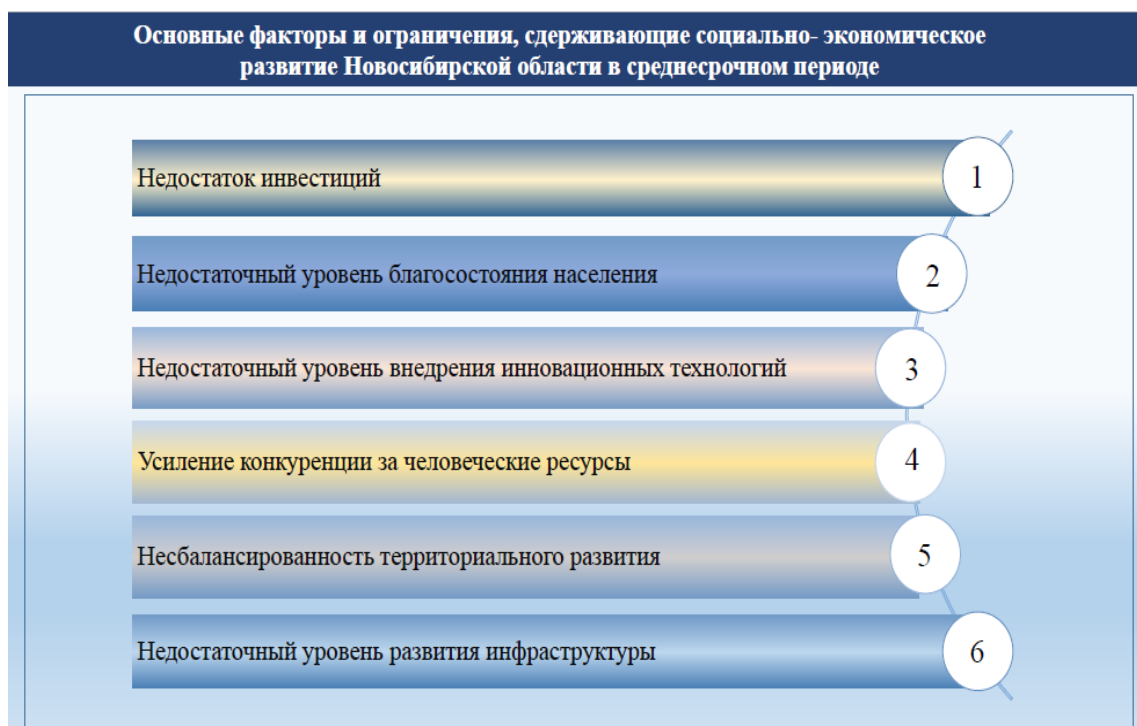 Основные факторы и ограничения, сдерживающие социально- экономическое
развитие Новосибирской области в среднесрочном периоде
Недостаток инвестиций 1
Недостаточный уровень благосостояния населения 2
Недостаточный уровень внедрения инновационных технологий 3
Усиление конкуренции за человеческие ресурсы 4
Несбалансированность территориального развития 5
Недостаточный уровень развития инфраструктуры 6